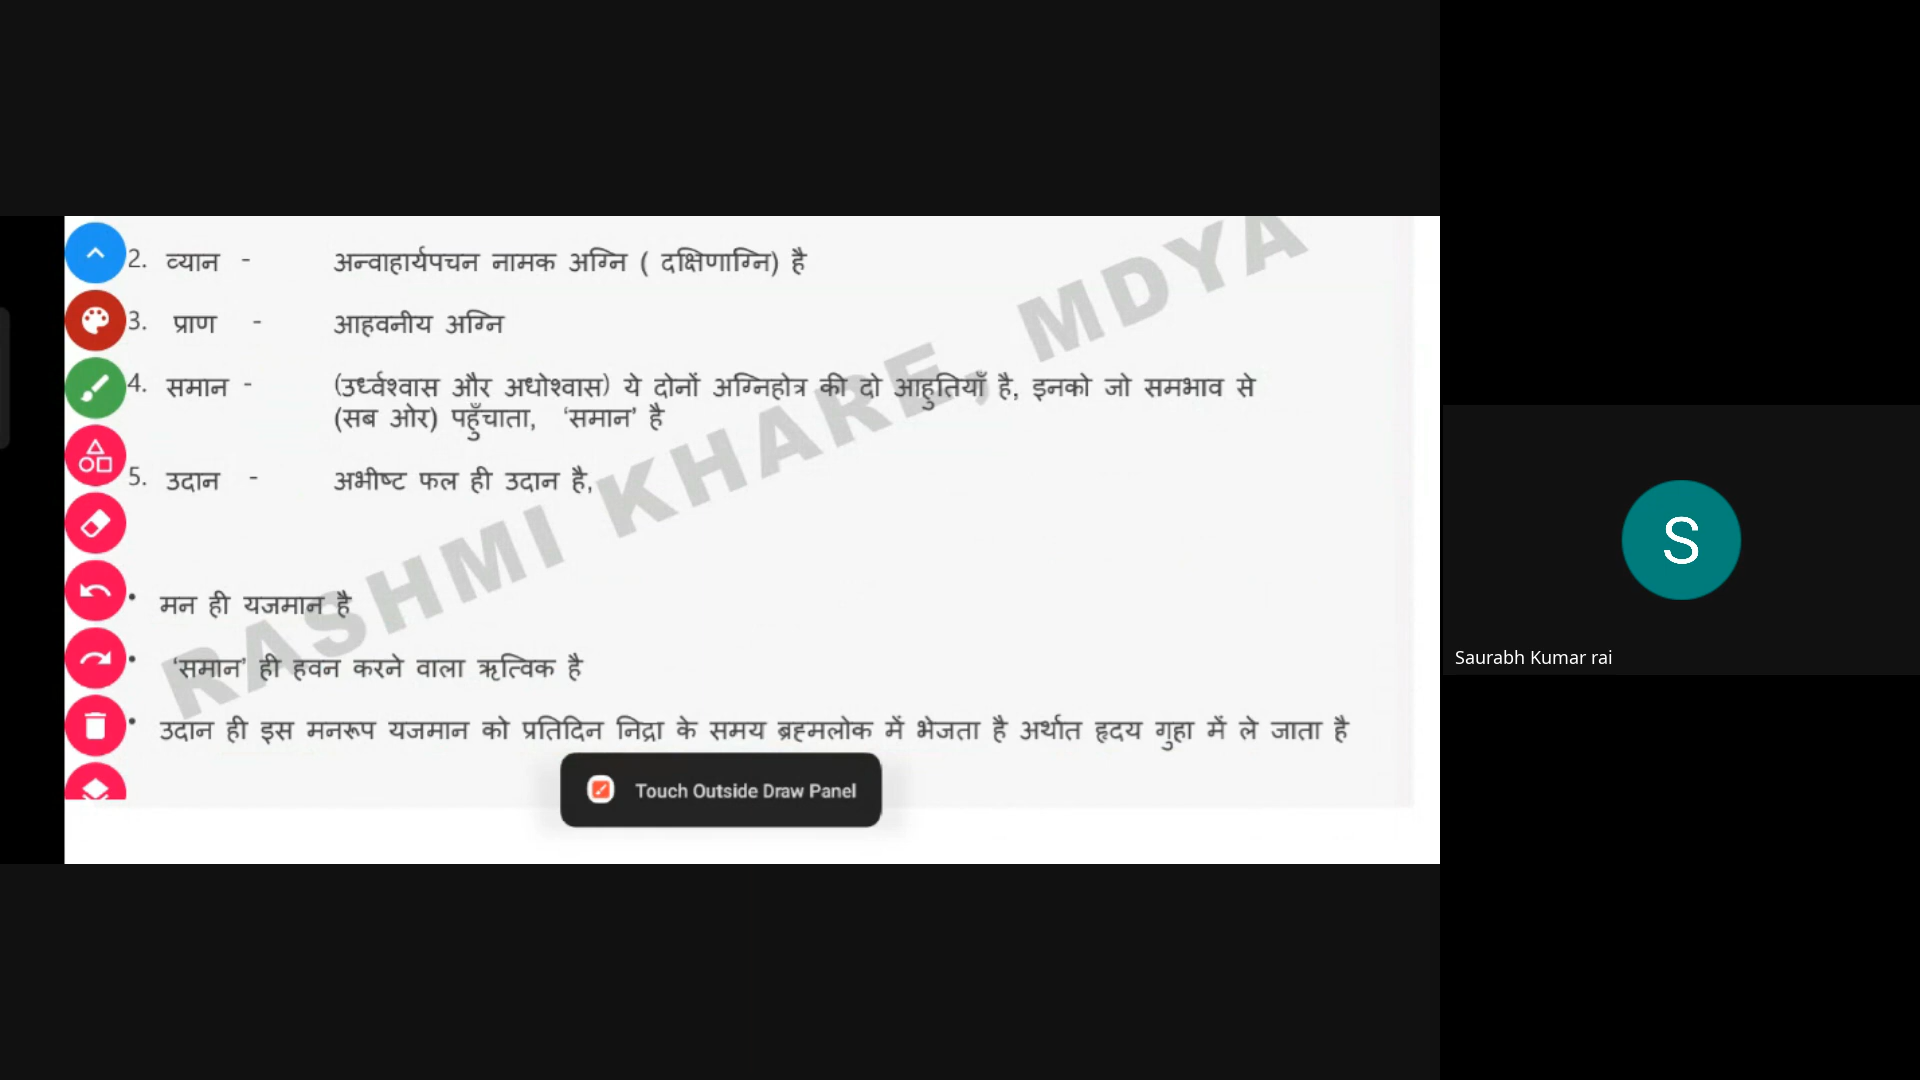 2. व्यान - अन्वाहार्यपचन नामक अग्नि ( दक्षिणाग्नि) है
3. प्राण - आहवनीय अग्नि
4. समान - (उर्ध्वश्वास और अधोश्वास) ये दोनों अग्निहोत्र की दो आहुतियाँ है, इनको जो समभाव से
(सब ओर) पहुँचाता, ‘समान’ है
5. उदान - अभीष्ट फल ही उदान है,
• मन ही यजमान है
• ‘समान’ ही हवन करने वाला ऋत्विक है
• उदान ही इस मनरूप यजमान को प्रतिदिन निद्रा के समय ब्रह्मलोक में भेजता है अर्थात हृदय गुहा में ले जाता है
RASHMI KHARE, MDYA
Touch Outside Draw Panel
S
Saurabh Kumar rai